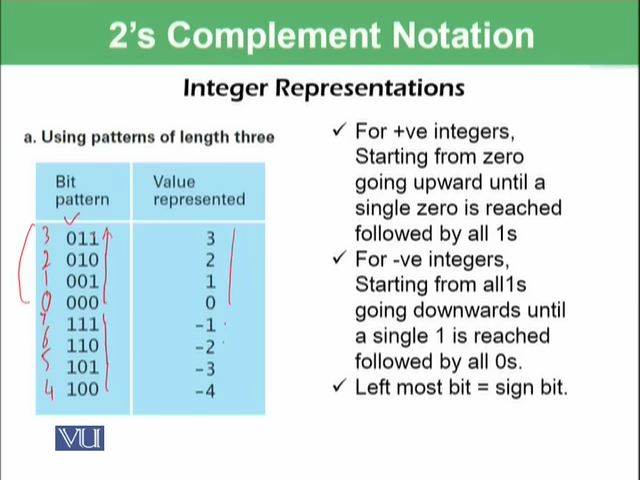 2's Complement Notation
Integer Representations
a. Using patterns of length three
Bit pattern
Value represented
3 011 3
2 010 2
1 001 1
0 000 0
7 111 −1
6 110 −2
5 101 −3
4 100 −4
✓ For +ve integers,
Starting from zero
going upward until a
single zero is reached
followed by all 1s
✓ For -ve integers,
Starting from all1s
going downwards until
a single 1 is reached
followed by all 0s.
✓ Left most bit = sign bit.
VU